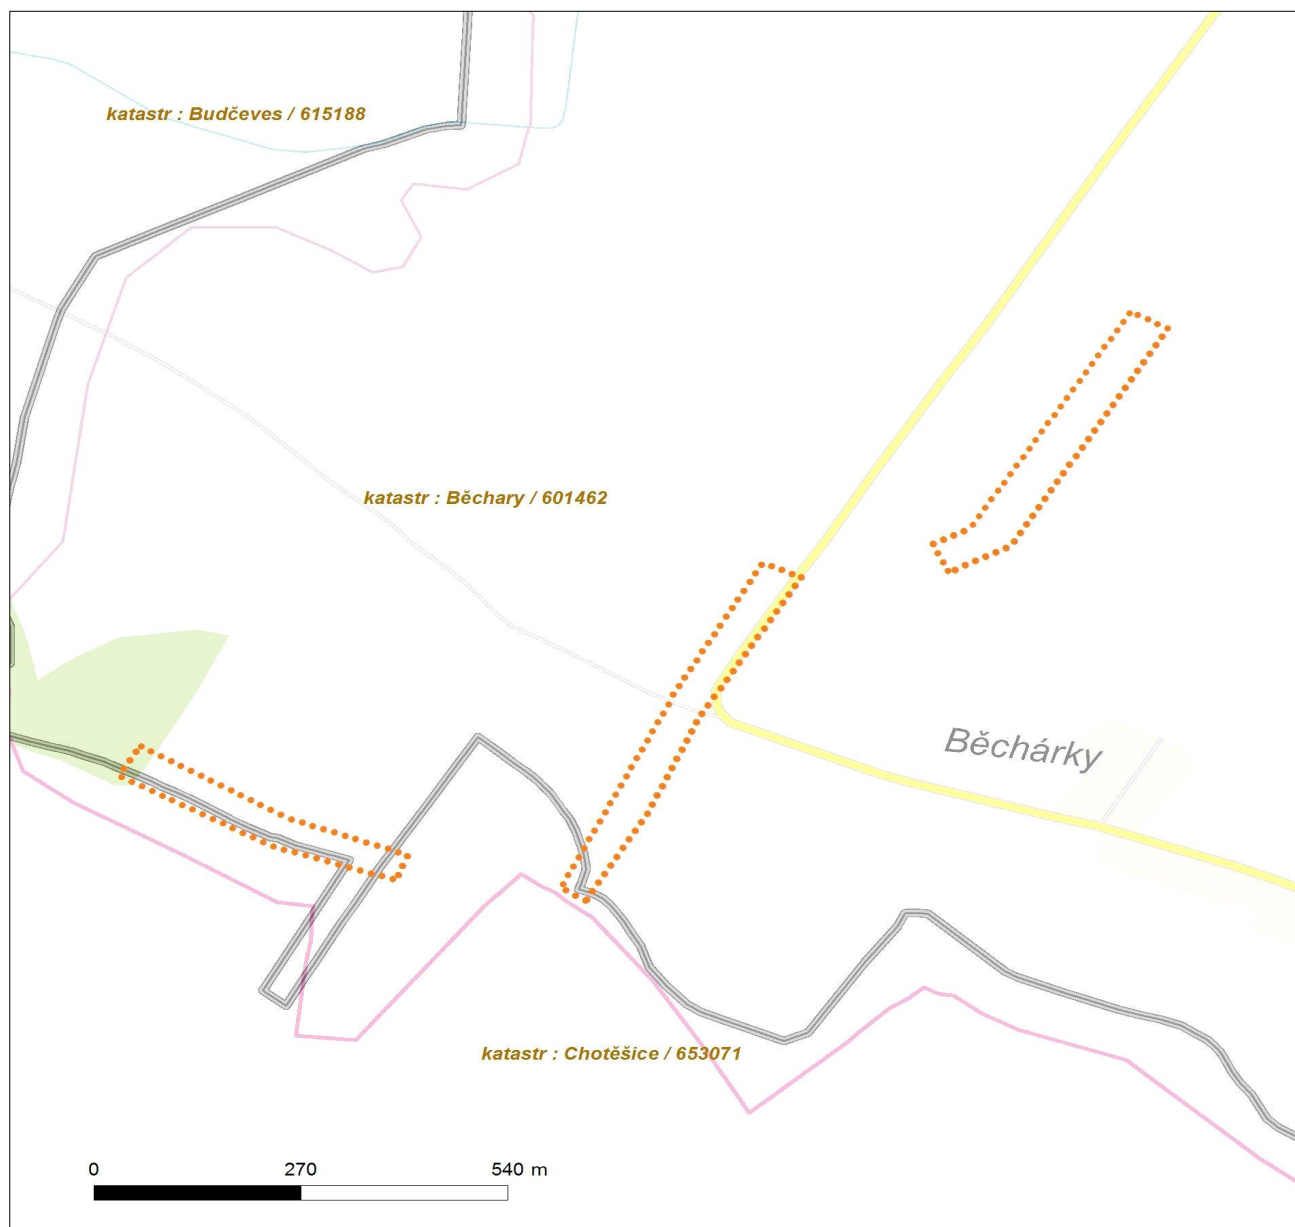 katastr : Budčeves / 615188
katastr : Běchary / 601462
Běchárky
katastr : Chotěšice / 653071
0 270 540 m